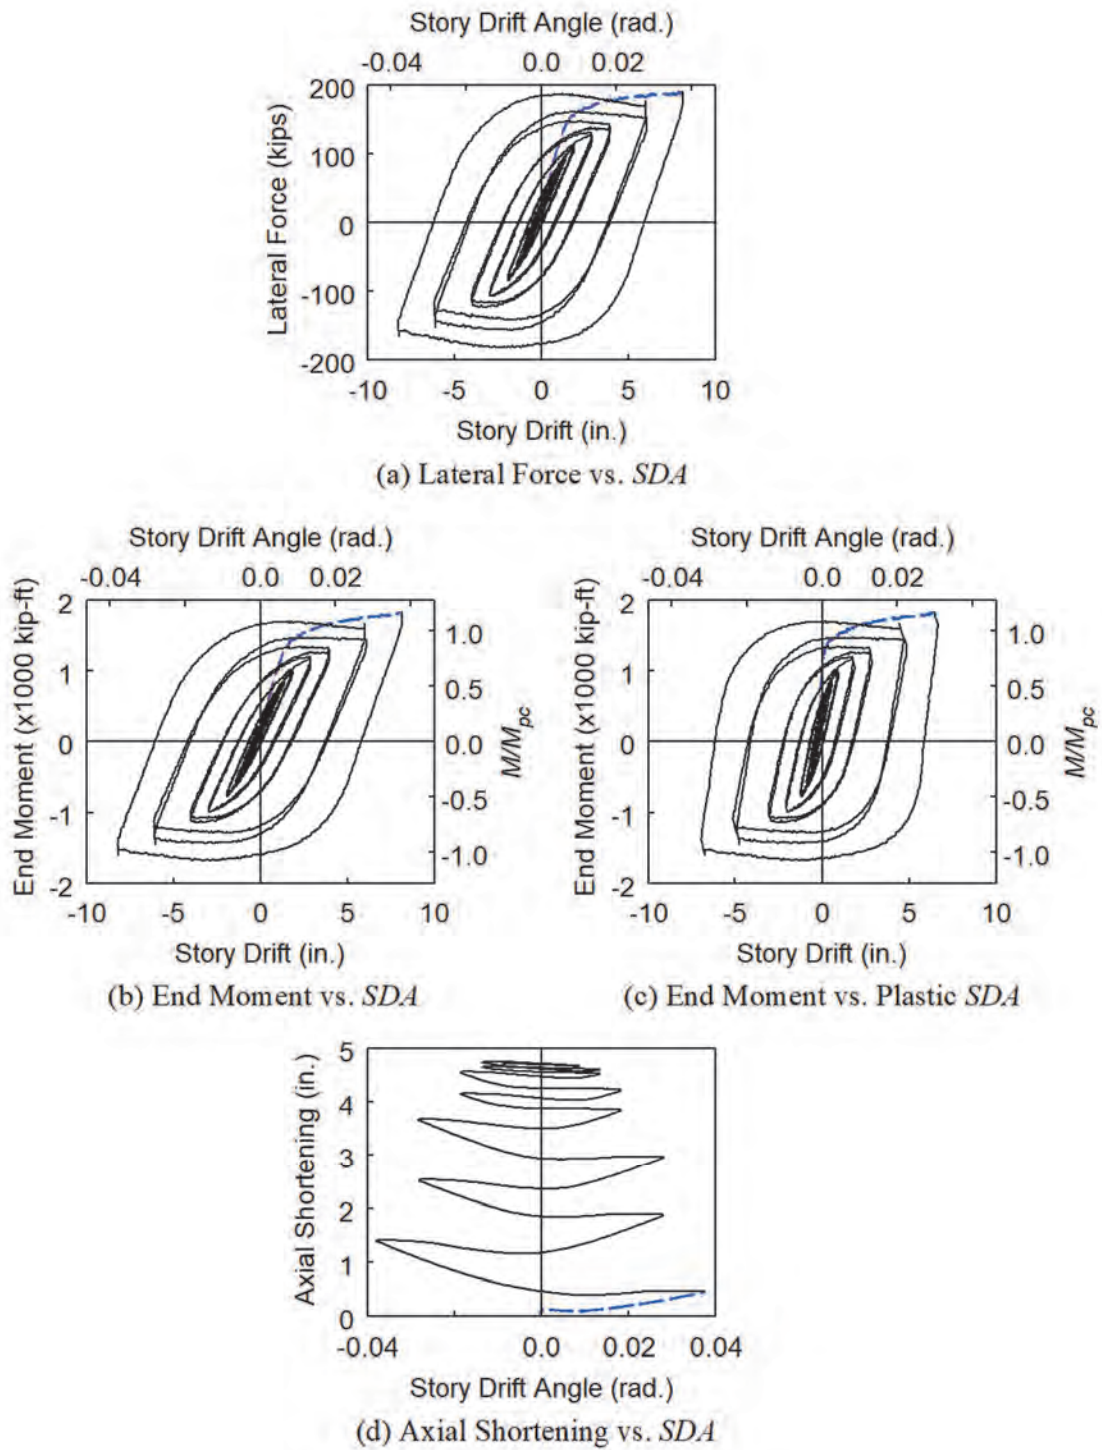 Story Drift Angle (rad.)
-0.04 0.0 0.02
200
100
0
-100
-200
Lateral Force (kips)
-10 -5 0 5 10
Story Drift (in.)
(a) Lateral Force vs. SDA
Story Drift Angle (rad.)
-0.04 0.0 0.02
2
1
0
-1
-2
End Moment (x1000 kip-ft)
1.0
0.5
0.0
-0.5
-1.0
M/Mpc
-10 -5 0 5 10
Story Drift (in.)
(b) End Moment vs. SDA
Story Drift Angle (rad.)
-0.04 0.0 0.02
2
1
0
-1
-2
End Moment (x1000 kip-ft)
1.0
0.5
0.0
-0.5
-1.0
M/Mpc
-10 -5 0 5 10
Story Drift (in.)
(c) End Moment vs. Plastic SDA
5
4
3
2
1
0
Axial Shortening (in.)
-0.04 0.0 0.02 0.04
Story Drift Angle (rad.)
(d) Axial Shortening vs. SDA